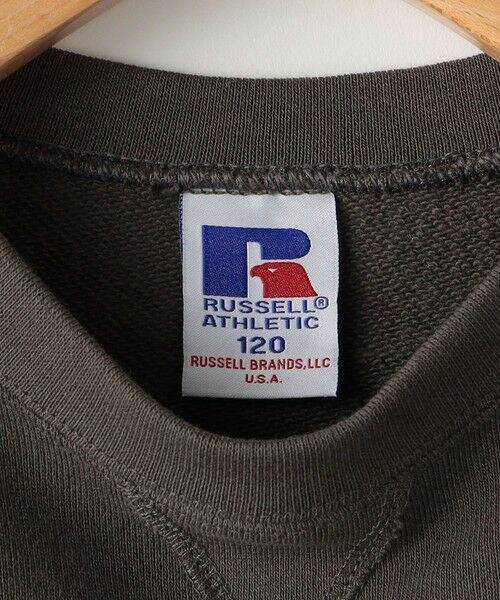 RUSSELL®
ATHLETIC
120
RUSSELL BRANDS,LLC
U.S.A.